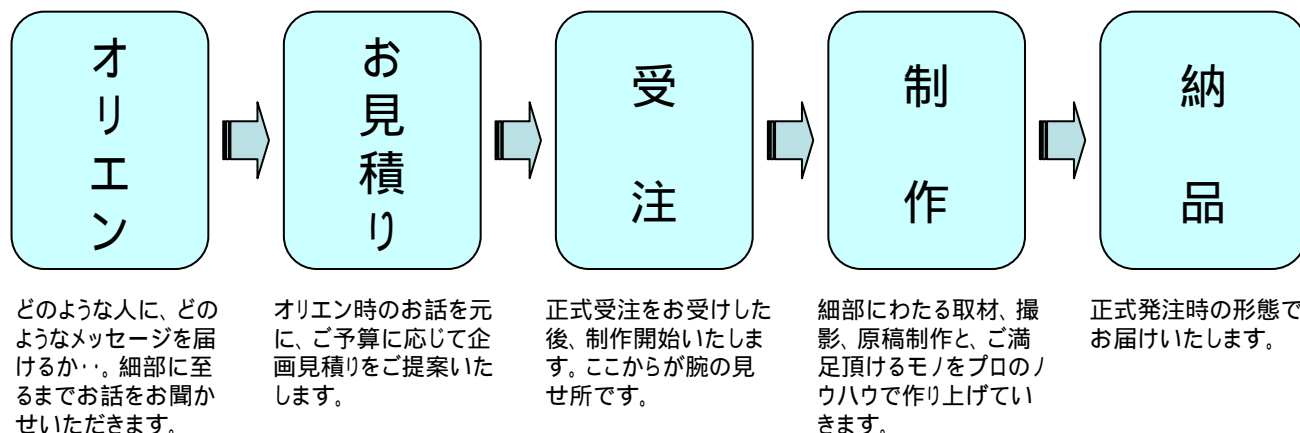 オリエン
お見積り
受注
制作
納品
どのような人に、どの
ようなメッセージを届
けるか‥。細部に至
るまでお話をお聞か
せいただきます。
オリエン時のお話を元
に、ご予算に応じて企
画見積りをご提案いた
します。
正式受注をお受けした
後、制作開始いたしま
す。ここからが腕の見
せ所です。
細部にわたる取材、撮
影、原稿制作と、ご満
足頂けるモノをプロのノ
ウハウで作り上げてい
きます。
正式発注時の形態で
お届けいたします。